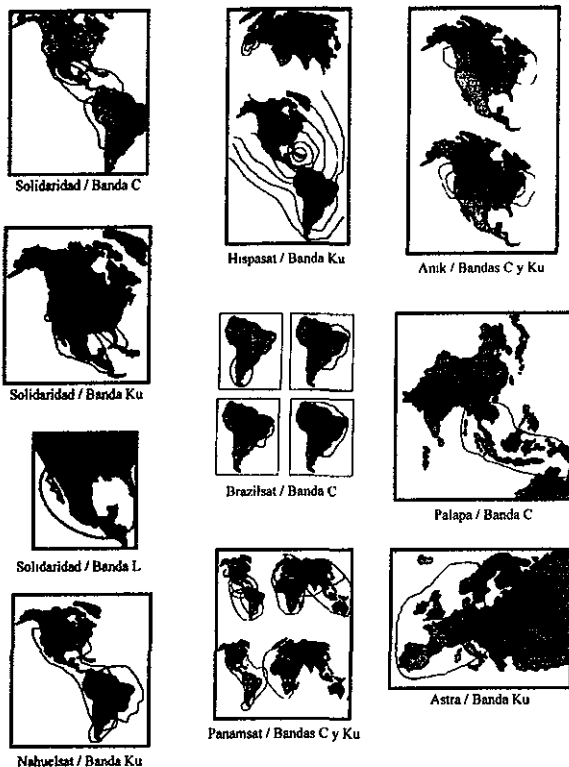 Solidaridad / Banda C
Hispasat / Banda Ku
Anik / Bandas C y Ku
Solidaridad / Banda Ku
Brazilsat / Banda C
Palapa / Banda C
Solidaridad / Banda L
Nahuelsat / Banda Ku
Panamsat / Bandas C y Ku
Astra / Banda Ku